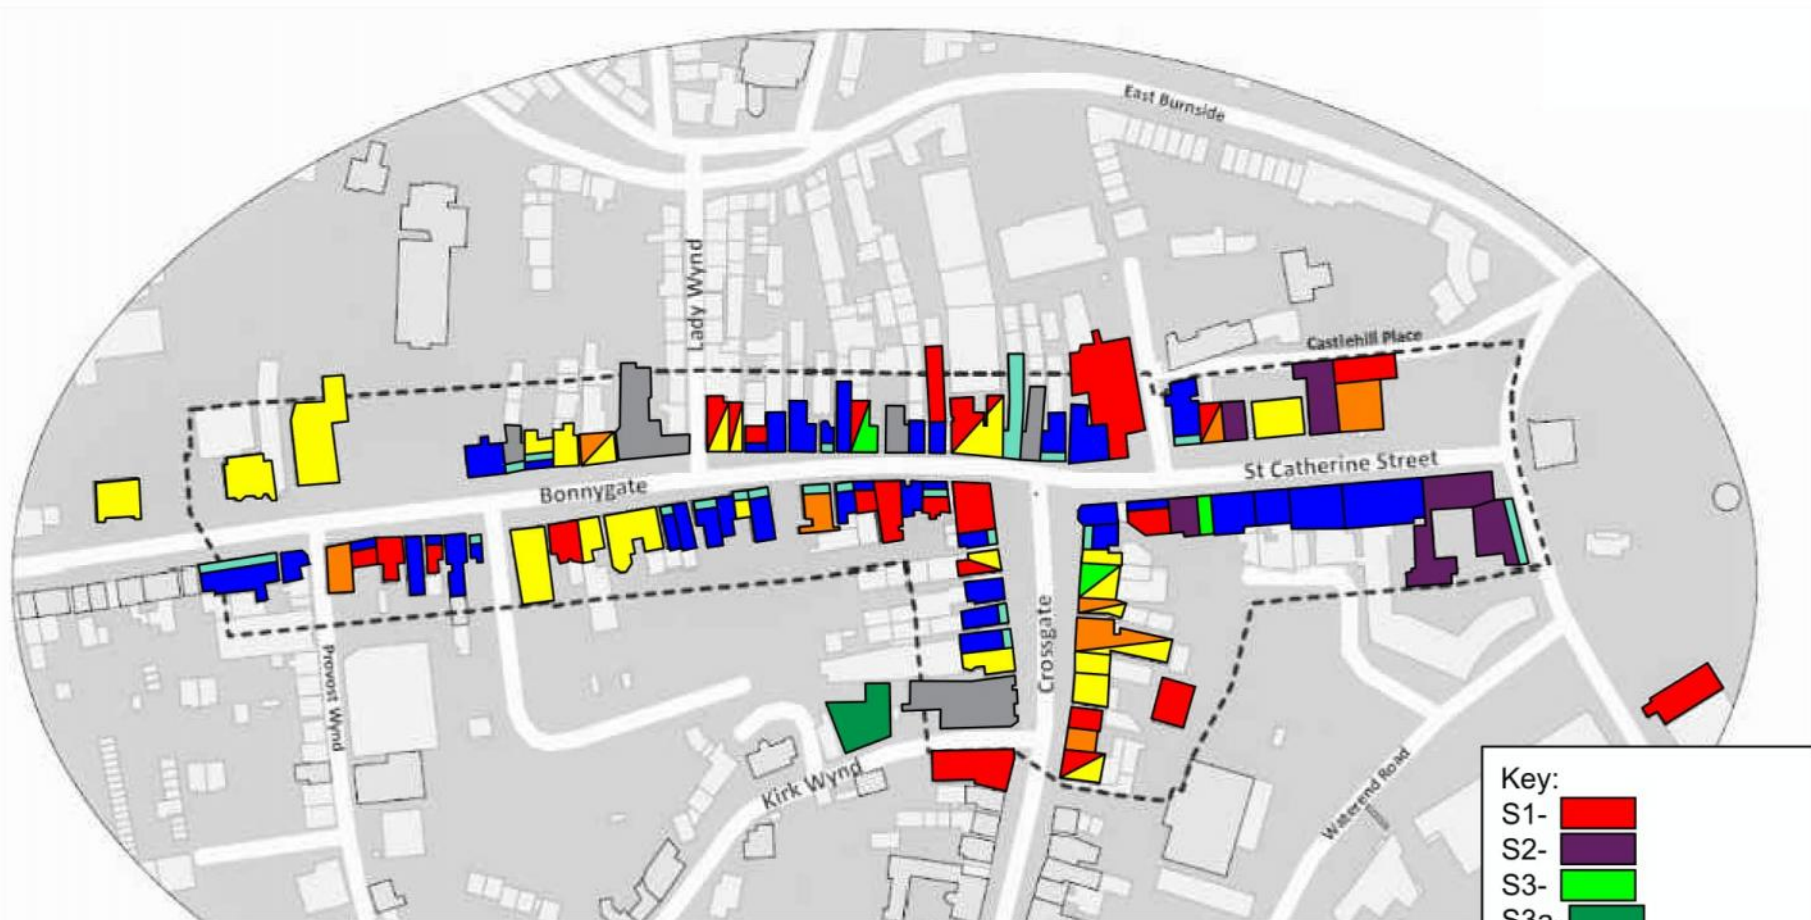 East Burnside
Lady Wynd
Castlehill Place
St Catherine Street
Bonnygate
Crossgate
Provost Wynd
Kirk Wynd
Waterend Road
Key:
S1-
S2-
S3-
S3a